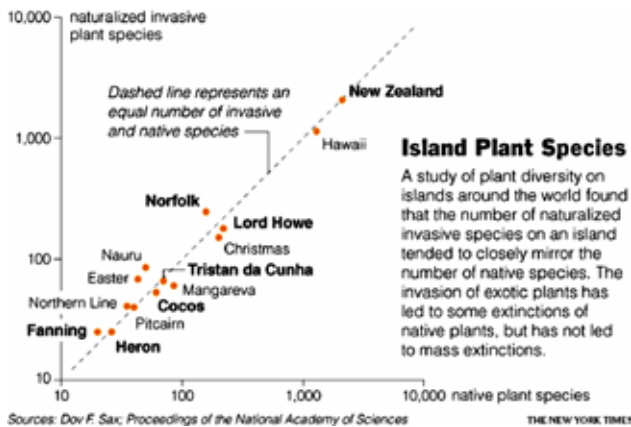 10,000
naturalized invasive
plant species
Dashed line represents an
equal number of invasive
and native species
New Zealand
1,000
Hawaii
Norfolk
Lord Howe
Christmas
100
Nauru
Tristan da Cunha
Easter
Mangareva
Northern Line
Cocos
Pitcairn
Fanning
Heron
10
10
100
1,000
10,000 native plant species
Island Plant Species
A study of plant diversity on
islands around the world found
that the number of naturalized
invasive species on an island
tended to closely mirror the
number of native species. The
invasion of exotic plants has
led to some extinctions of
native plants, but has not led
to mass extinctions.
Sources: Dov F. Sax; Proceedings of the National Academy of Sciences
THE NEW YORK TIMES